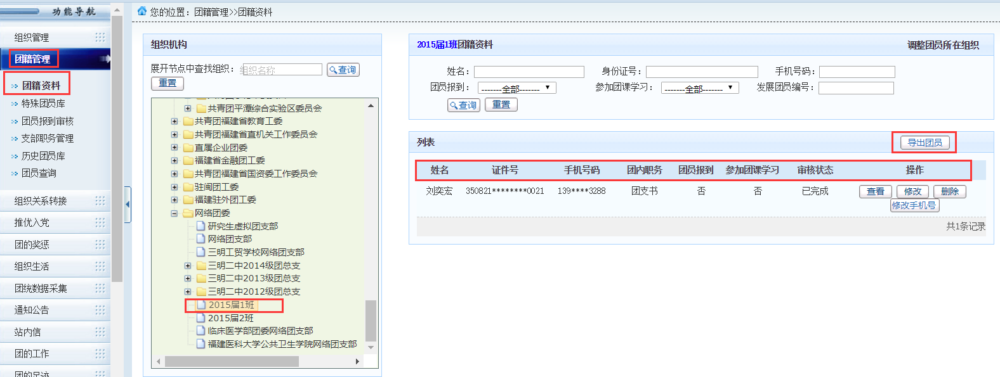 功能导航
组织管理
团籍管理
团籍资料
特殊团员库
团员报到审核
支部职务管理
历史团员库
团员查询
组织关系转接
推优入党
团的奖惩
组织生活
团统数据采集
通知公告
站内信
团的工作
团的足迹
您的位置：团籍管理>>团籍资料
组织机构
展开节点中查找组织： 组织名称 查询
重置
共青团平潭综合实验区委员会
共青团福建省教育工委
共青团福建省直机关工作委员会
直属企业团委
福建省金融团工委
共青团福建省国资委工作委员会
驻闽团工委
福建驻外团工委
网络团委
研究生虚拟团支部
网络团支部
三明工贸学校网络团支部
三明二中2014级团总支
三明二中2013级团总支
三明二中2012级团总支
2015届1班
2015届2班
临床医学部团委网络团支部
福建医科大学公共卫生学院网络团支部
2015届1班团籍资料 调整团员所在组织
姓名： 身份证号： 手机号码：
团员报到： -------全部------- 参加团课学习： -------全部------- 发展团员编号：
查询 重置
列表 导出团员
姓名 证件号 手机号码 团内职务 团员报到 参加团课学习 审核状态 操作
刘奕宏 350821********0021 139****3288 团支书 否 否 已完成 查看 修改 删除
修改手机号
共1条记录